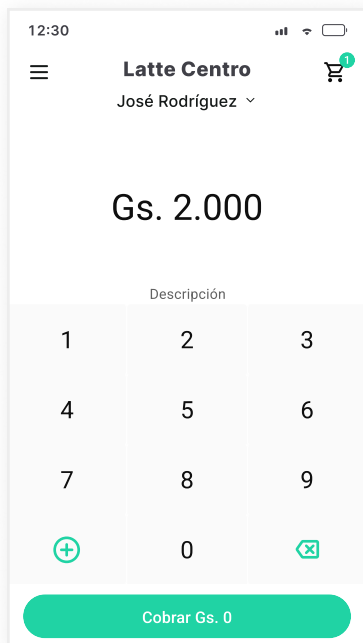 12:30
Latte Centro
1
José Rodríguez
Gs. 2.000
Descripción
1 2 3
4 5 6
7 8 9
0
Cobrar Gs. 0